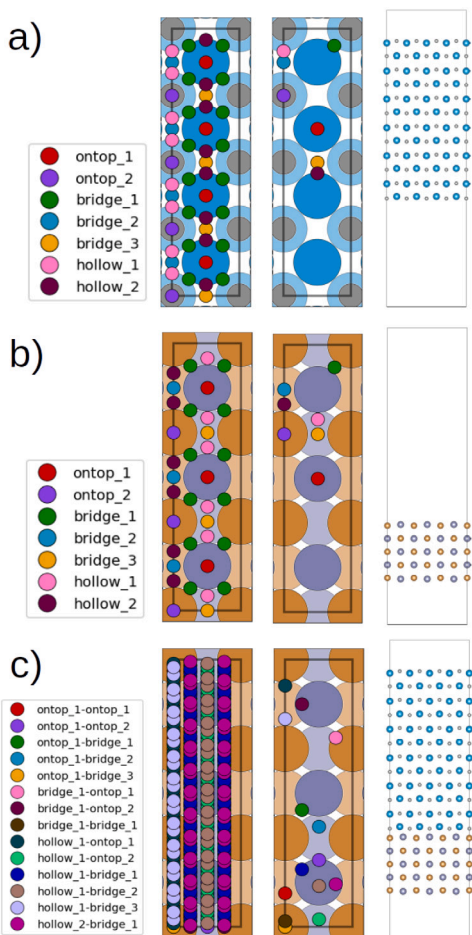 a)
ontop_1
ontop_2
bridge_1
bridge_2
bridge_3
hollow_1
hollow_2
b)
ontop_1
ontop_2
bridge_1
bridge_2
bridge_3
hollow_1
hollow_2
c)
ontop_1-ontop_1
ontop_1-ontop_2
ontop_1-bridge_1
ontop_1-bridge_2
ontop_1-bridge_3
bridge_1-ontop_1
bridge_1-ontop_2
bridge_1-bridge_1
hollow_1-ontop_1
hollow_1-ontop_2
hollow_1-bridge_1
hollow_1-bridge_2
hollow_1-bridge_3
hollow_2-bridge_1